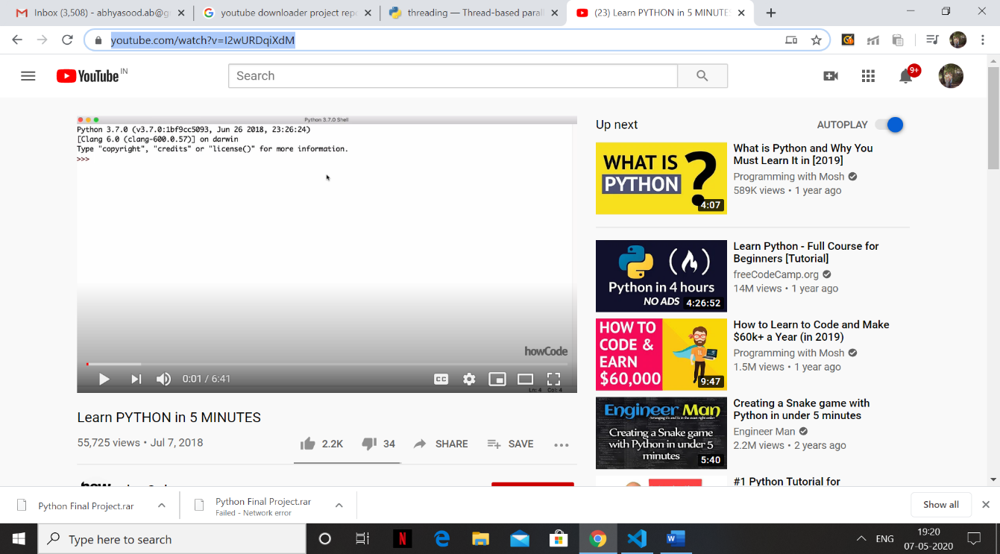 Inbox (3,508) - abhyasood.ab@g
youtube downloader project rep
threading — Thread-based paral
(23) Learn PYTHON in 5 MINUTES
youtube.com/watch?v=I2wURDqiXdM
YouTube IN
Search
9+
Python 3.7.0 Shell
Python 3.7.0 (v3.7.0:1bf9cc5093, Jun 26 2018, 23:26:24)
[Clang 6.0 (clang-600.0.57)] on darwin
Type "copyright", "credits" or "license()" for more information.
>>>
howCode
0:01 / 6:41
CC
Ln: 4 Col: 4
Learn PYTHON in 5 MINUTES
55,725 views • Jul 7, 2018
2.2K
34
SHARE
SAVE
Up next
AUTOPLAY
WHAT IS
PYTHON
?
4:07
What is Python and Why You
Must Learn It in [2019]
Programming with Mosh
589K views • 1 year ago
Python in 4 hours
NO ADS
4:26:52
Learn Python - Full Course for
Beginners [Tutorial]
freeCodeCamp.org
14M views • 1 year ago
HOW TO
CODE &
EARN
$60,000
9:47
How to Learn to Code and Make
$60k+ a Year (in 2019)
Programming with Mosh
1.5M views • 1 year ago
Engineer Man
Creating a Snake game
with Python in under 5
minutes
5:40
Creating a Snake game with
Python in under 5 minutes
Engineer Man
2.2M views • 2 years ago
#1 Python Tutorial for
Python Final Project.rar
Python Final Project.rar
Failed - Network error
Show all
Type here to search
N
W
ENG
19:20
07-05-2020